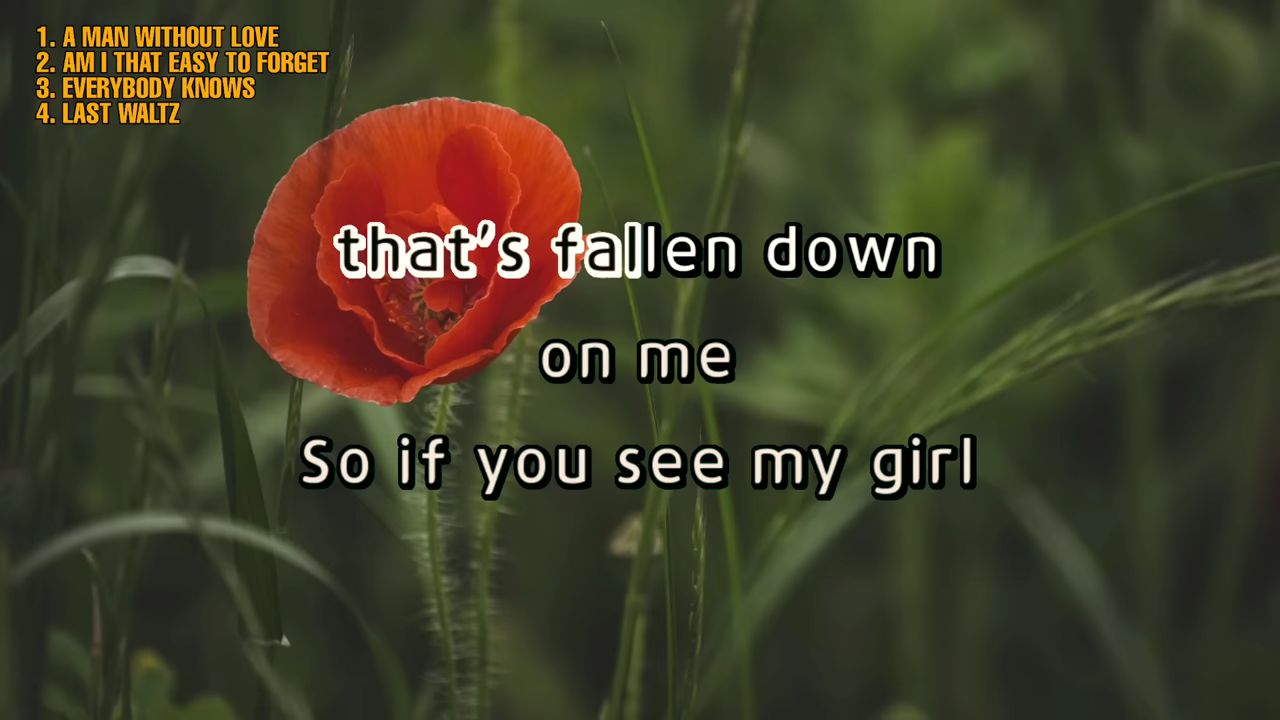 1. A MAN WITHOUT LOVE
2. AM I THAT EASY TO FORGET
3. EVERYBODY KNOWS
4. LAST WALTZ
that's fallen down
on me
So if you see my girl